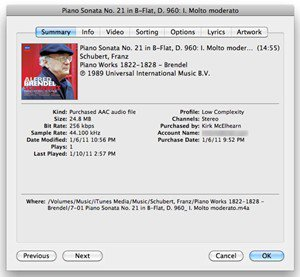 Piano Sonata No. 21 in B-Flat, D. 960: I. Molto moderato
Summary Info Video Sorting Options Lyrics Artwork
Piano Sonata No. 21 in B-Flat, D. 960: I. Molto moder... (14:55)
Schubert, Franz
Piano Works 1822-1828 - Brendel
℗ 1989 Universal International Music B.V.
ALFRED
BRENDEL
Kind: Purchased AAC audio file
Size: 24.8 MB
Bit Rate: 256 kbps
Sample Rate: 44.100 kHz
Date Modified: 1/6/11 10:56 PM
Plays: 1
Last Played: 1/10/11 2:57 PM
Profile: Low Complexity
Channels: Stereo
Purchased by: Kirk McElhearn
Account Name:
Purchase Date: 1/6/11 9:52 PM
Where: /Volumes/Music/iTunes Media/Music/Schubert, Franz/Piano Works 1822-1828 -
Brendel/7-01 Piano Sonata No. 21 in B-Flat, D. 960_ I. Molto moderato.m4a
Previous Next Cancel OK